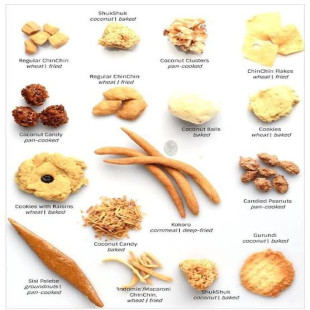 ShukShuk
coconut | baked
Regular ChinChin
wheat | fried
Coconut Clusters
pan-cooked
ChinChin Flakes
wheat | fried
Regular ChinChin
wheat | fried
Coconut Candy
pan-cooked
Coconut Balls
baked
Cookies
wheat | baked
Cookies with Raisins
wheat | baked
Candied Peanuts
pan-cooked
Kokoro
cornmeal | deep-fried
Coconut Candy
baked
Gurundi
coconut | baked
Sisi Pelebe
groundnuts |
pan-cooked
Indomie/Macaroni
ChinChin,
wheat | fried
ShukShuk
coconut | baked